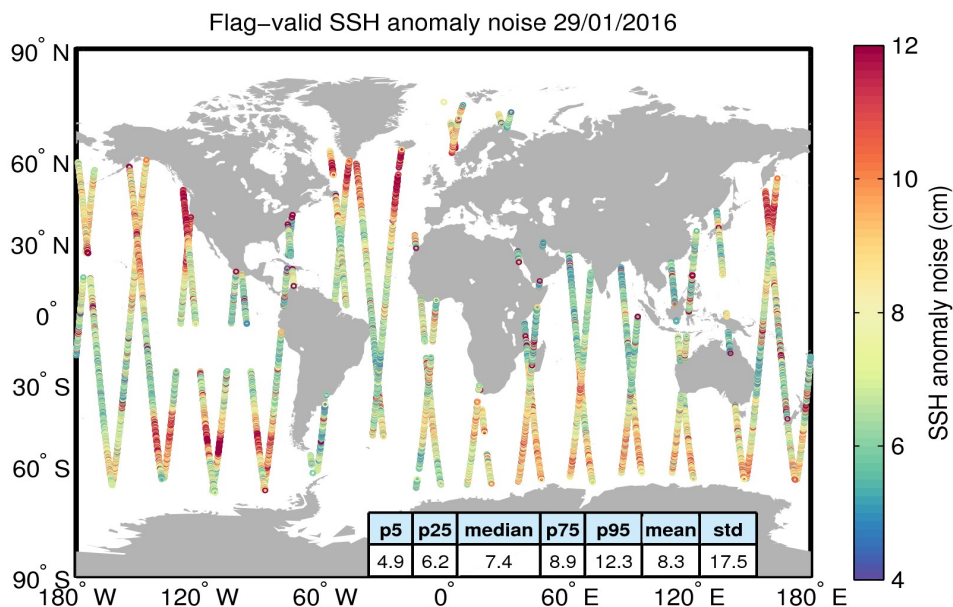 Flag−valid SSH anomaly noise 29/01/2016
90° N
60° N
30° N
0°
30° S
60° S
90° S
180° W 120° W 60° W 0° 60° E 120° E 180° E
p5 p25 median p75 p95 mean std
4.9 6.2 7.4 8.9 12.3 8.3 17.5
12
10
8
6
4
SSH anomaly noise (cm)